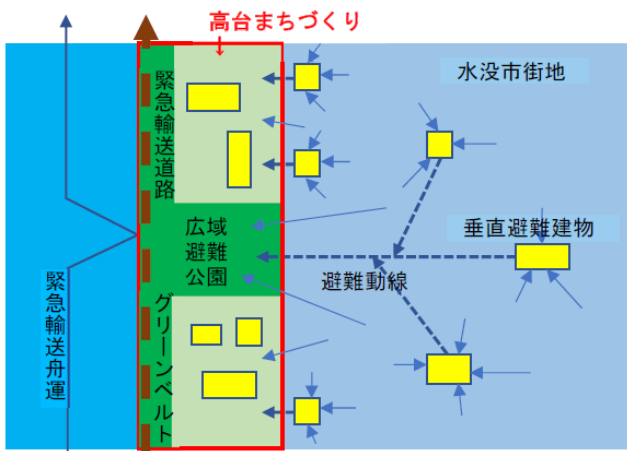 高台まちづくり
緊急輸送道路
水没市街地
広域
避難
公園
垂直避難建物
避難動線
緊急輸送舟運
グリーンベルト